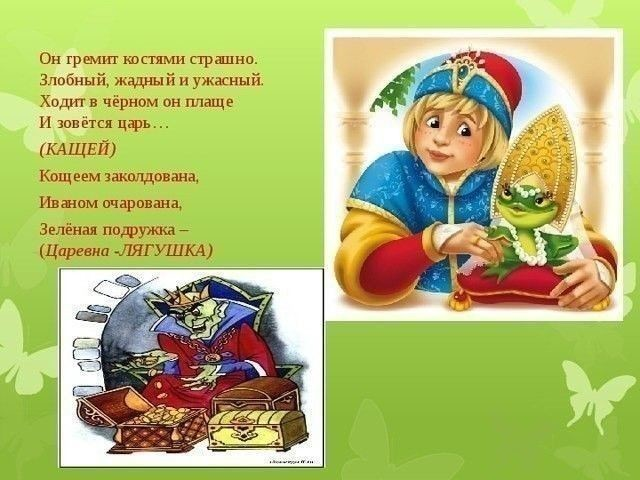 Он гремит костями страшно.
Злобный, жадный и ужасный.
Ходит в чёрном он плаще
И зовётся царь…
(КАЩЕЙ)
Кощеем заколдована,
Иваном очарована,
Зелёная подружка –
(Царевна -ЛЯГУШКА)